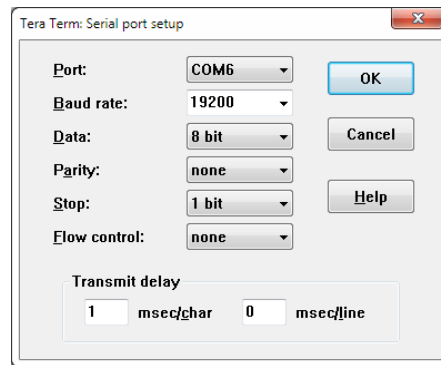 Tera Term: Serial port setup
Port: COM6
OK
Baud rate: 19200
Data: 8 bit
Cancel
Parity: none
Stop: 1 bit
Help
Flow control: none
Transmit delay
1 msec/char 0 msec/line